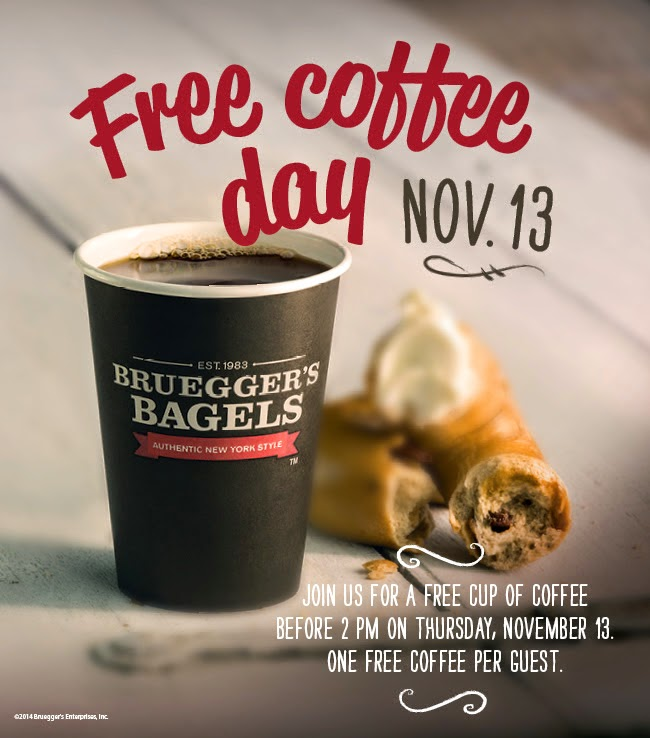 Free coffee
day NOV. 13
EST. 1983
BRUEGGER'S
BAGELS
AUTHENTIC NEW YORK STYLE
TM
JOIN US FOR A FREE CUP OF COFFEE
BEFORE 2 PM ON THURSDAY, NOVEMBER 13.
ONE FREE COFFEE PER GUEST.
©2014 Bruegger's Enterprises, Inc.